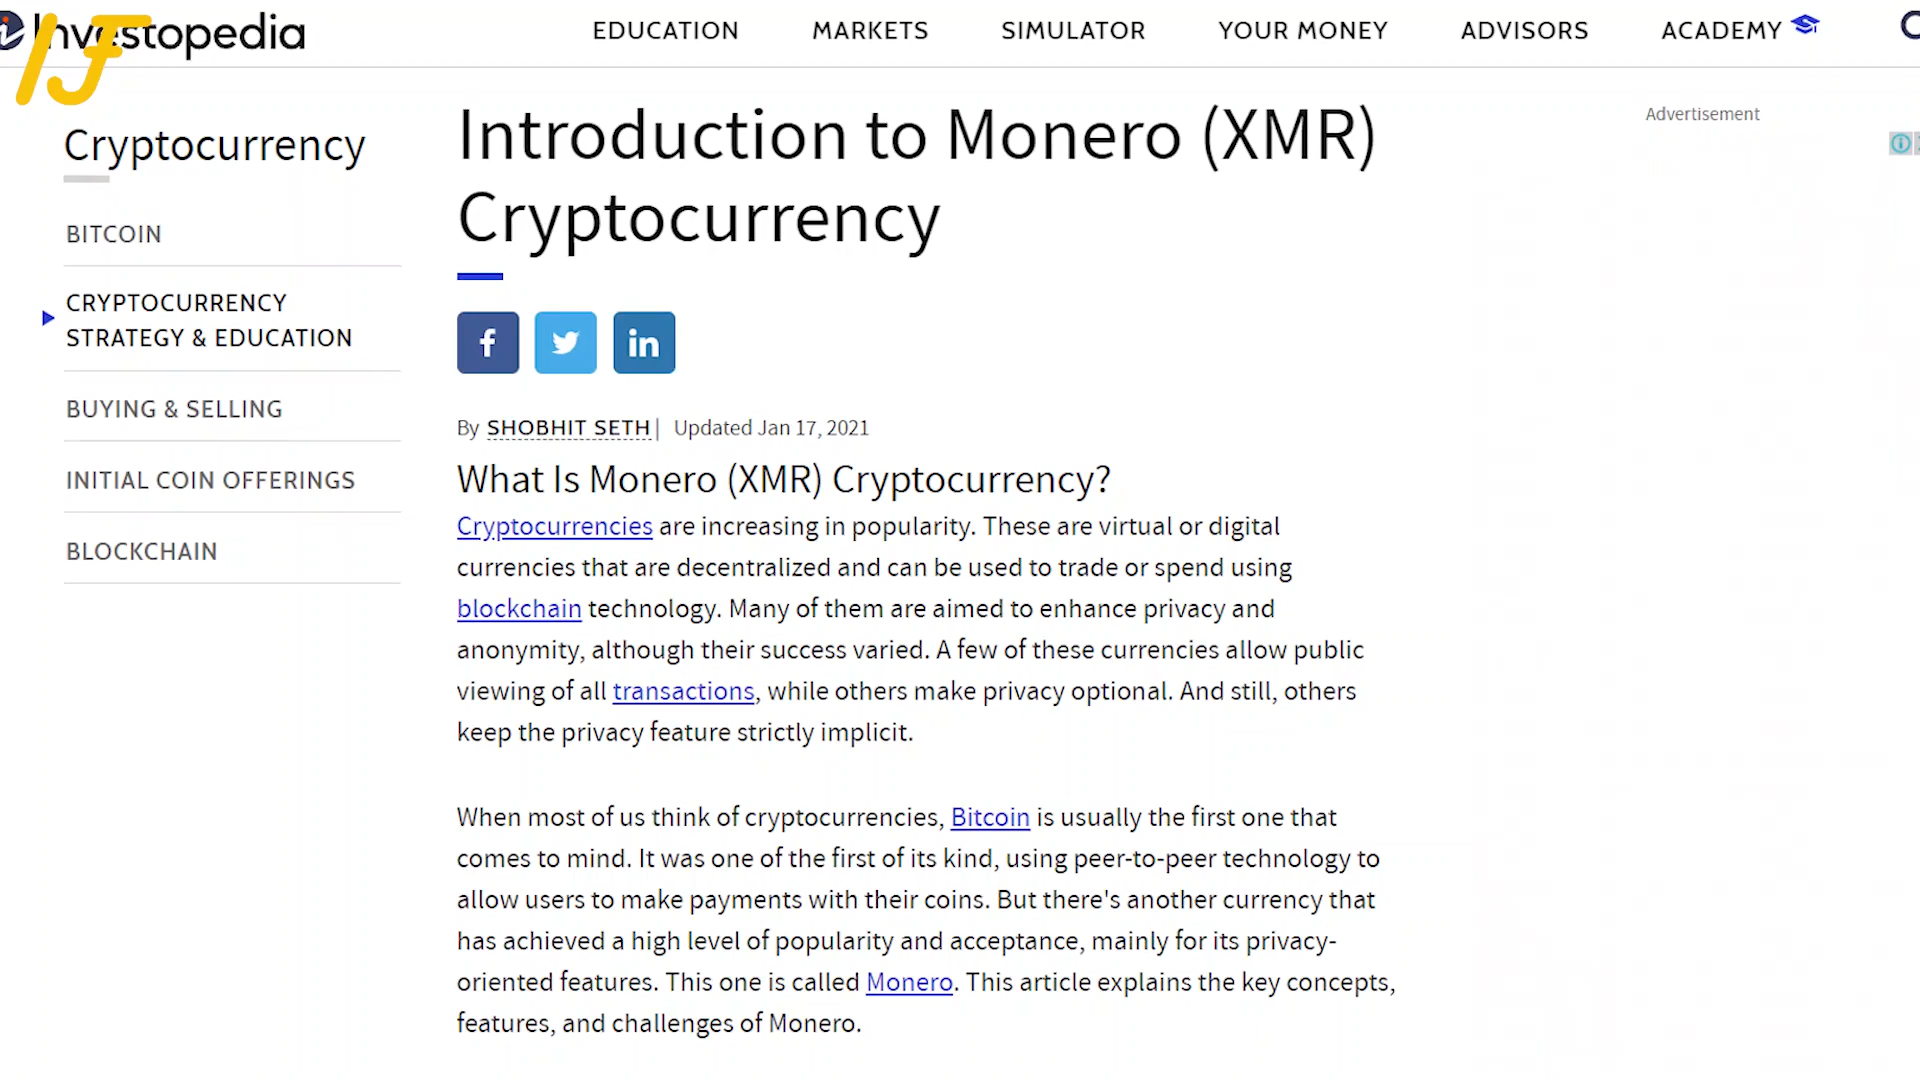 Investopedia
IF
EDUCATION MARKETS SIMULATOR YOUR MONEY ADVISORS ACADEMY
Cryptocurrency
BITCOIN
CRYPTOCURRENCY
STRATEGY & EDUCATION
BUYING & SELLING
INITIAL COIN OFFERINGS
BLOCKCHAIN
Introduction to Monero (XMR)
Cryptocurrency
By SHOBHIT SETH | Updated Jan 17, 2021
What Is Monero (XMR) Cryptocurrency?
Cryptocurrencies are increasing in popularity. These are virtual or digital
currencies that are decentralized and can be used to trade or spend using
blockchain technology. Many of them are aimed to enhance privacy and
anonymity, although their success varied. A few of these currencies allow public
viewing of all transactions, while others make privacy optional. And still, others
keep the privacy feature strictly implicit.
When most of us think of cryptocurrencies, Bitcoin is usually the first one that
comes to mind. It was one of the first of its kind, using peer-to-peer technology to
allow users to make payments with their coins. But there's another currency that
has achieved a high level of popularity and acceptance, mainly for its privacy-
oriented features. This one is called Monero. This article explains the key concepts,
features, and challenges of Monero.
Advertisement